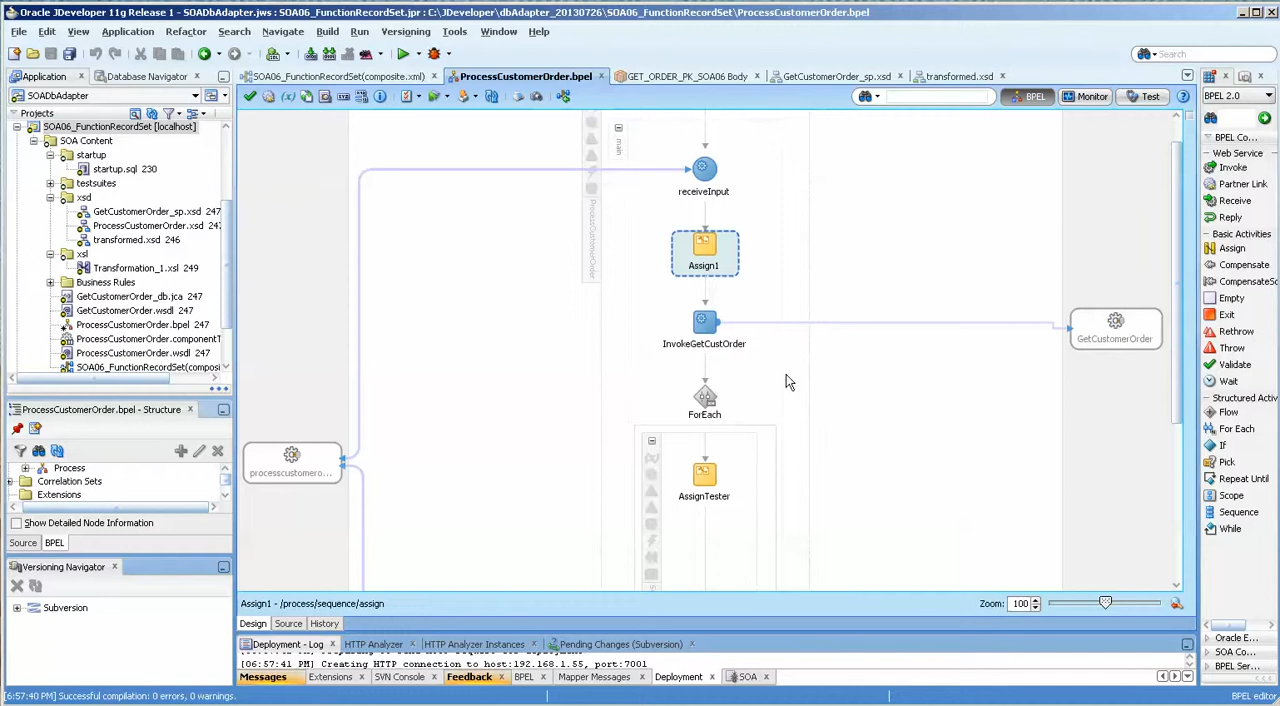 Oracle JDeveloper 11g Release 1 - SOADbAdapter.jws : SOA06_FunctionRecordSet.jpr : C:\JDeveloper\dbAdapter_20130726\SOA06_FunctionRecordSet\ProcessCustomerOrder.bpel
File Edit View Application Refactor Search Navigate Build Run Versioning Tools Window Help
Search
Application Database Navigator SOA06_FunctionRecordSet(composite.xml) ProcessCustomerOrder.bpel GET_ORDER_PK_SOA06 Body GetCustomerOrder_sp.xsd transformed.xsd
SOADbAdapter BPEL Monitor Test BPEL 2.0
Projects
SOA06_FunctionRecordSet [localhost]
SOA Content
startup
startup.sql 230
testsuites
xsd
GetCustomerOrder_sp.xsd 247
ProcessCustomerOrder.xsd 247
transformed.xsd 246
xsl
Transformation_1.xsl 249
Business Rules
GetCustomerOrder_db.jca 247
GetCustomerOrder.wsdl 247
ProcessCustomerOrder.bpel 247
ProcessCustomerOrder.componentT
ProcessCustomerOrder.wsdl 247
SOA06_FunctionRecordSet(composi
ProcessCustomerOrder.bpel - Structure
Process
Correlation Sets
Extensions
Show Detailed Node Information
Source BPEL
Versioning Navigator
Subversion
main
ProcessCustomerOrder
receiveInput
Assign1
InvokeGetCustOrder
ForEach
AssignTester
processcustomero...
GetCustomerOrder
BPEL Co...
Web Service
Invoke
Partner Link
Receive
Reply
Basic Activities
Assign
Compensate
CompensateSc
Empty
Exit
Rethrow
Throw
Validate
Wait
Structured Activ
Flow
For Each
If
Pick
Repeat Until
Scope
Sequence
While
Oracle E...
SOA Co...
BPEL Ser...
Assign1 - /process/sequence/assign Zoom: 100
Design Source History
Deployment - Log HTTP Analyzer HTTP Analyzer Instances Pending Changes (Subversion)
[06:57:41 PM] Creating HTTP connection to host:192.168.1.55, port:7001
Messages Extensions SVN Console Feedback BPEL Mapper Messages Deployment SOA
[6:57:40 PM] Successful compilation: 0 errors, 0 warnings. BPEL editor